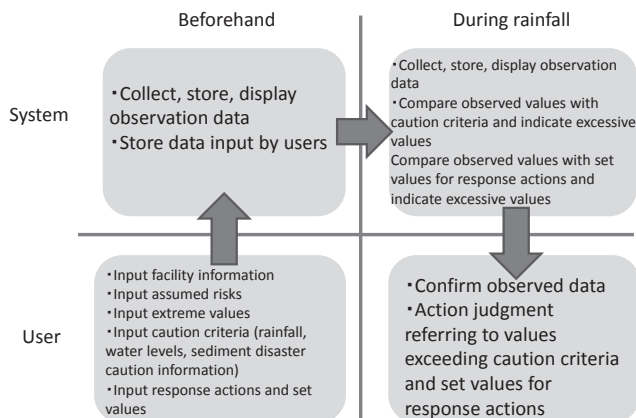 Beforehand
During rainfall
System
・Collect, store, display
observation data
・Store data input by users
・Collect, store, display observation
data
・Compare observed values with
caution criteria and indicate excessive
values
Compare observed values with set
values for response actions and
indicate excessive values
User
・Input facility information
・Input assumed risks
・Input extreme values
・Input caution criteria (rainfall,
water levels, sediment disaster
caution information)
・Input response actions and set
values
・Confirm observed data
・Action judgment
referring to values
exceeding caution criteria
and set values for
response actions